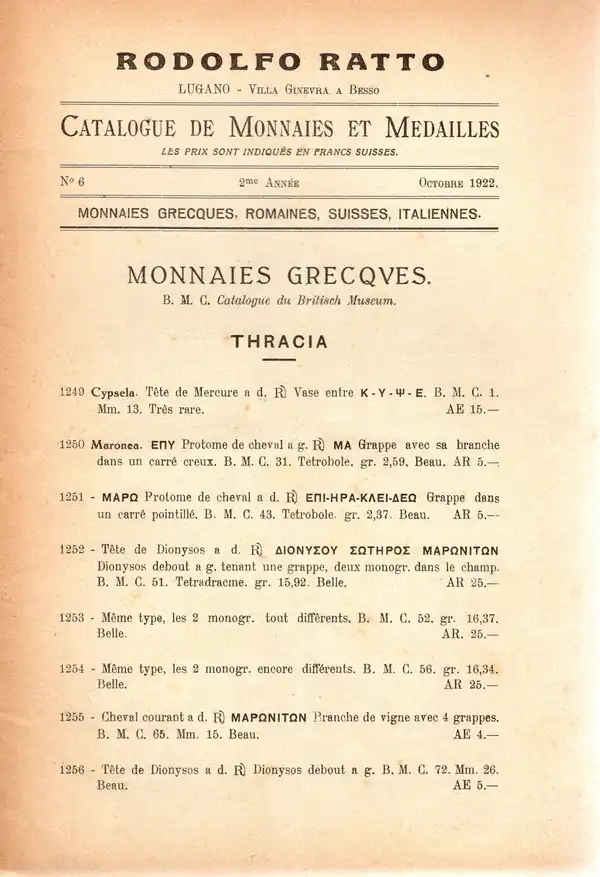 RODOLFO RATTO
LUGANO - VILLA GINEVRA A BESSO
CATALOGUE DE MONNAIES ET MEDAILLES
LES PRIX SONT INDIQUÉS EN FRANCS SUISSES.
No 6 2me ANNÉE OCTOBRE 1922.
MONNAIES GRECQUES, ROMAINES, SUISSES, ITALIENNES.
MONNAIES GRECQVES.
B. M. C. Catalogue du Britisch Museum.
THRACIA
1249 Cypsela. Tête de Mercure a d. R) Vase entre Κ - Υ - Ψ - Ε. B. M. C. 1.
Mm. 13. Très rare. AE 15.—
1250 Maronea. ΕΠΥ Protome de cheval a g. R) ΜΑ Grappe avec sa branche
dans un carré creux. B. M. C. 31. Tetrobole. gr. 2,59, Beau. AR 5.—
1251 - ΜΑΡΩ Protome de cheval a d. R) ΕΠΙ-ΗΡΑ-ΚΛΕΙ-ΔΕΩ Grappe dans
un carré pointillé. B. M. C. 43. Tetrobole. gr. 2,37. Beau. AR 5.—
1252 - Tête de Dionysos a d. R) ΔΙΟΝΥΣΟΥ ΣΩΤΗΡΟΣ ΜΑΡΩΝΙΤΩΝ
Dionysos debout a g. tenant une grappe, deux monogr. dans le champ.
B. M. C. 51. Tetradracme. gr. 15,92. Belle. AR 25.—
1253 - Même type, les 2 monogr. tout diffêrents. B. M. C. 52. gr. 16,37.
Belle. AR. 25.—
1254 - Même type, les 2 monogr. encore différents. B. M. C. 56. gr. 16,34.
Belle. AR 25.—
1255 - Cheval courant a d. R) ΜΑΡΩΝΙΤΩΝ Branche de vigne avec 4 grappes.
B. M. C. 65. Mm. 15. Beau. AE 4.—
1256 - Tête de Dionysos a d. R) Dionysos debout a g. B. M. C. 72. Mm. 26.
Beau. AE 5.—